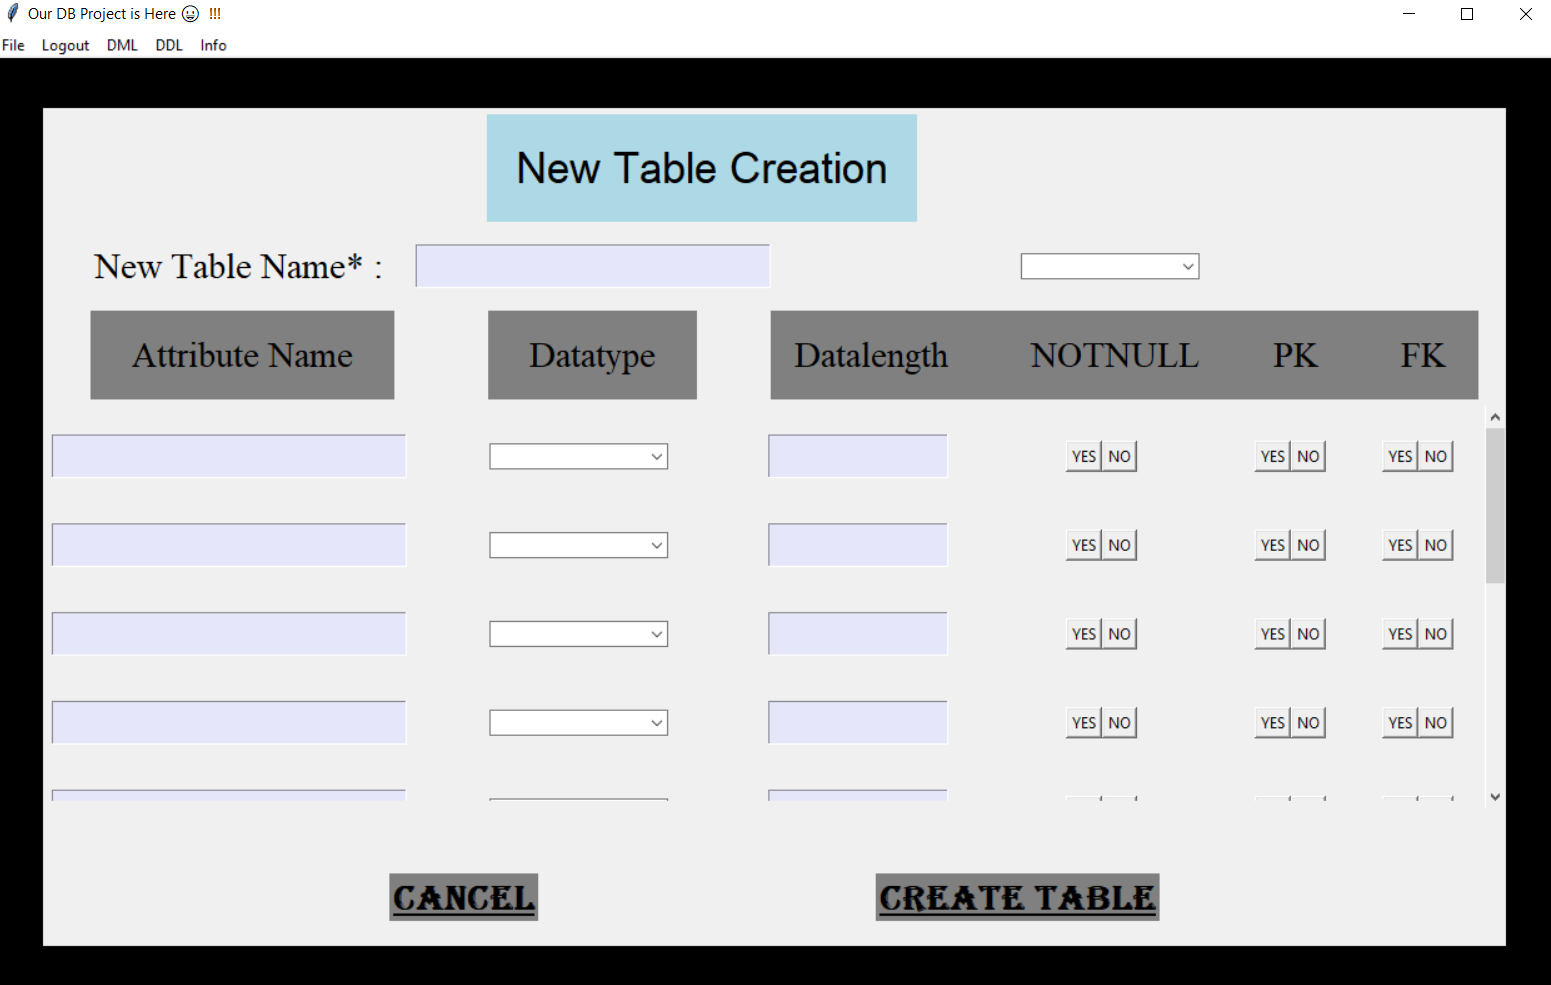 Our DB Project is Here 😀 !!!
File Logout DML DDL Info
New Table Creation
New Table Name* :
Attribute Name Datatype Datalength NOTNULL PK FK
YES NO YES NO YES NO
YES NO YES NO YES NO
YES NO YES NO YES NO
YES NO YES NO YES NO
CANCEL CREATE TABLE